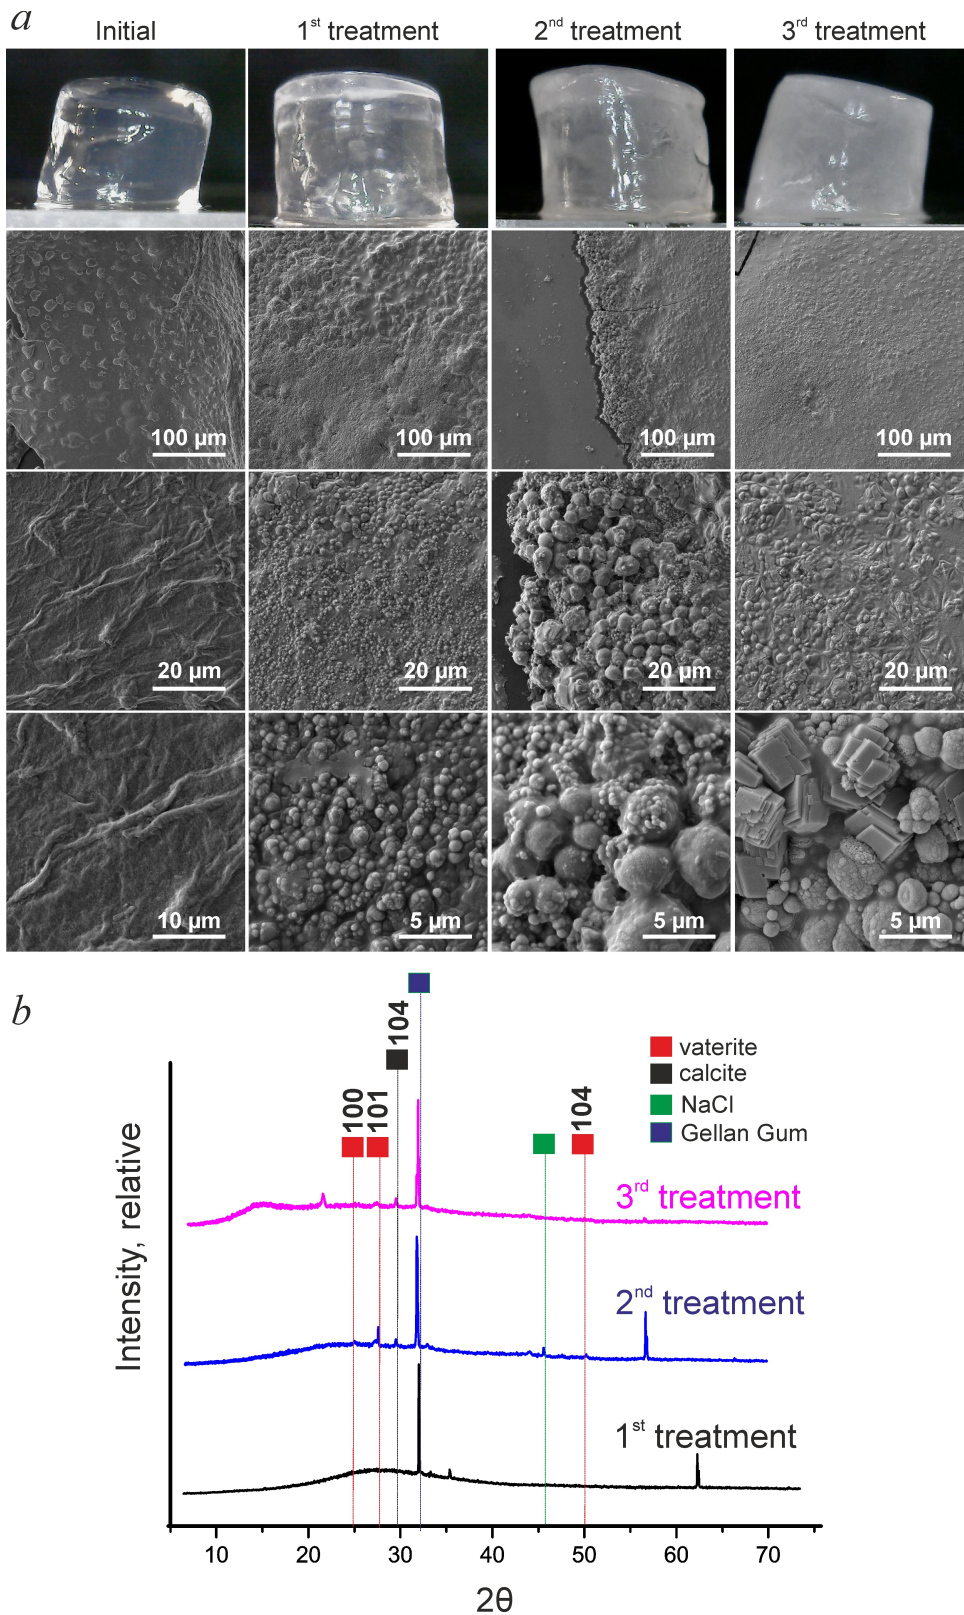 a
Initial
1st treatment
2nd treatment
3rd treatment
100 µm
100 µm
100 µm
100 µm
20 µm
20 µm
20 µm
20 µm
10 µm
5 µm
5 µm
5 µm
b
104
100
101
104
vaterite
calcite
NaCl
Gellan Gum
Intensity, relative
3rd treatment
2nd treatment
1st treatment
10 20 30 40 50 60 70
2θ